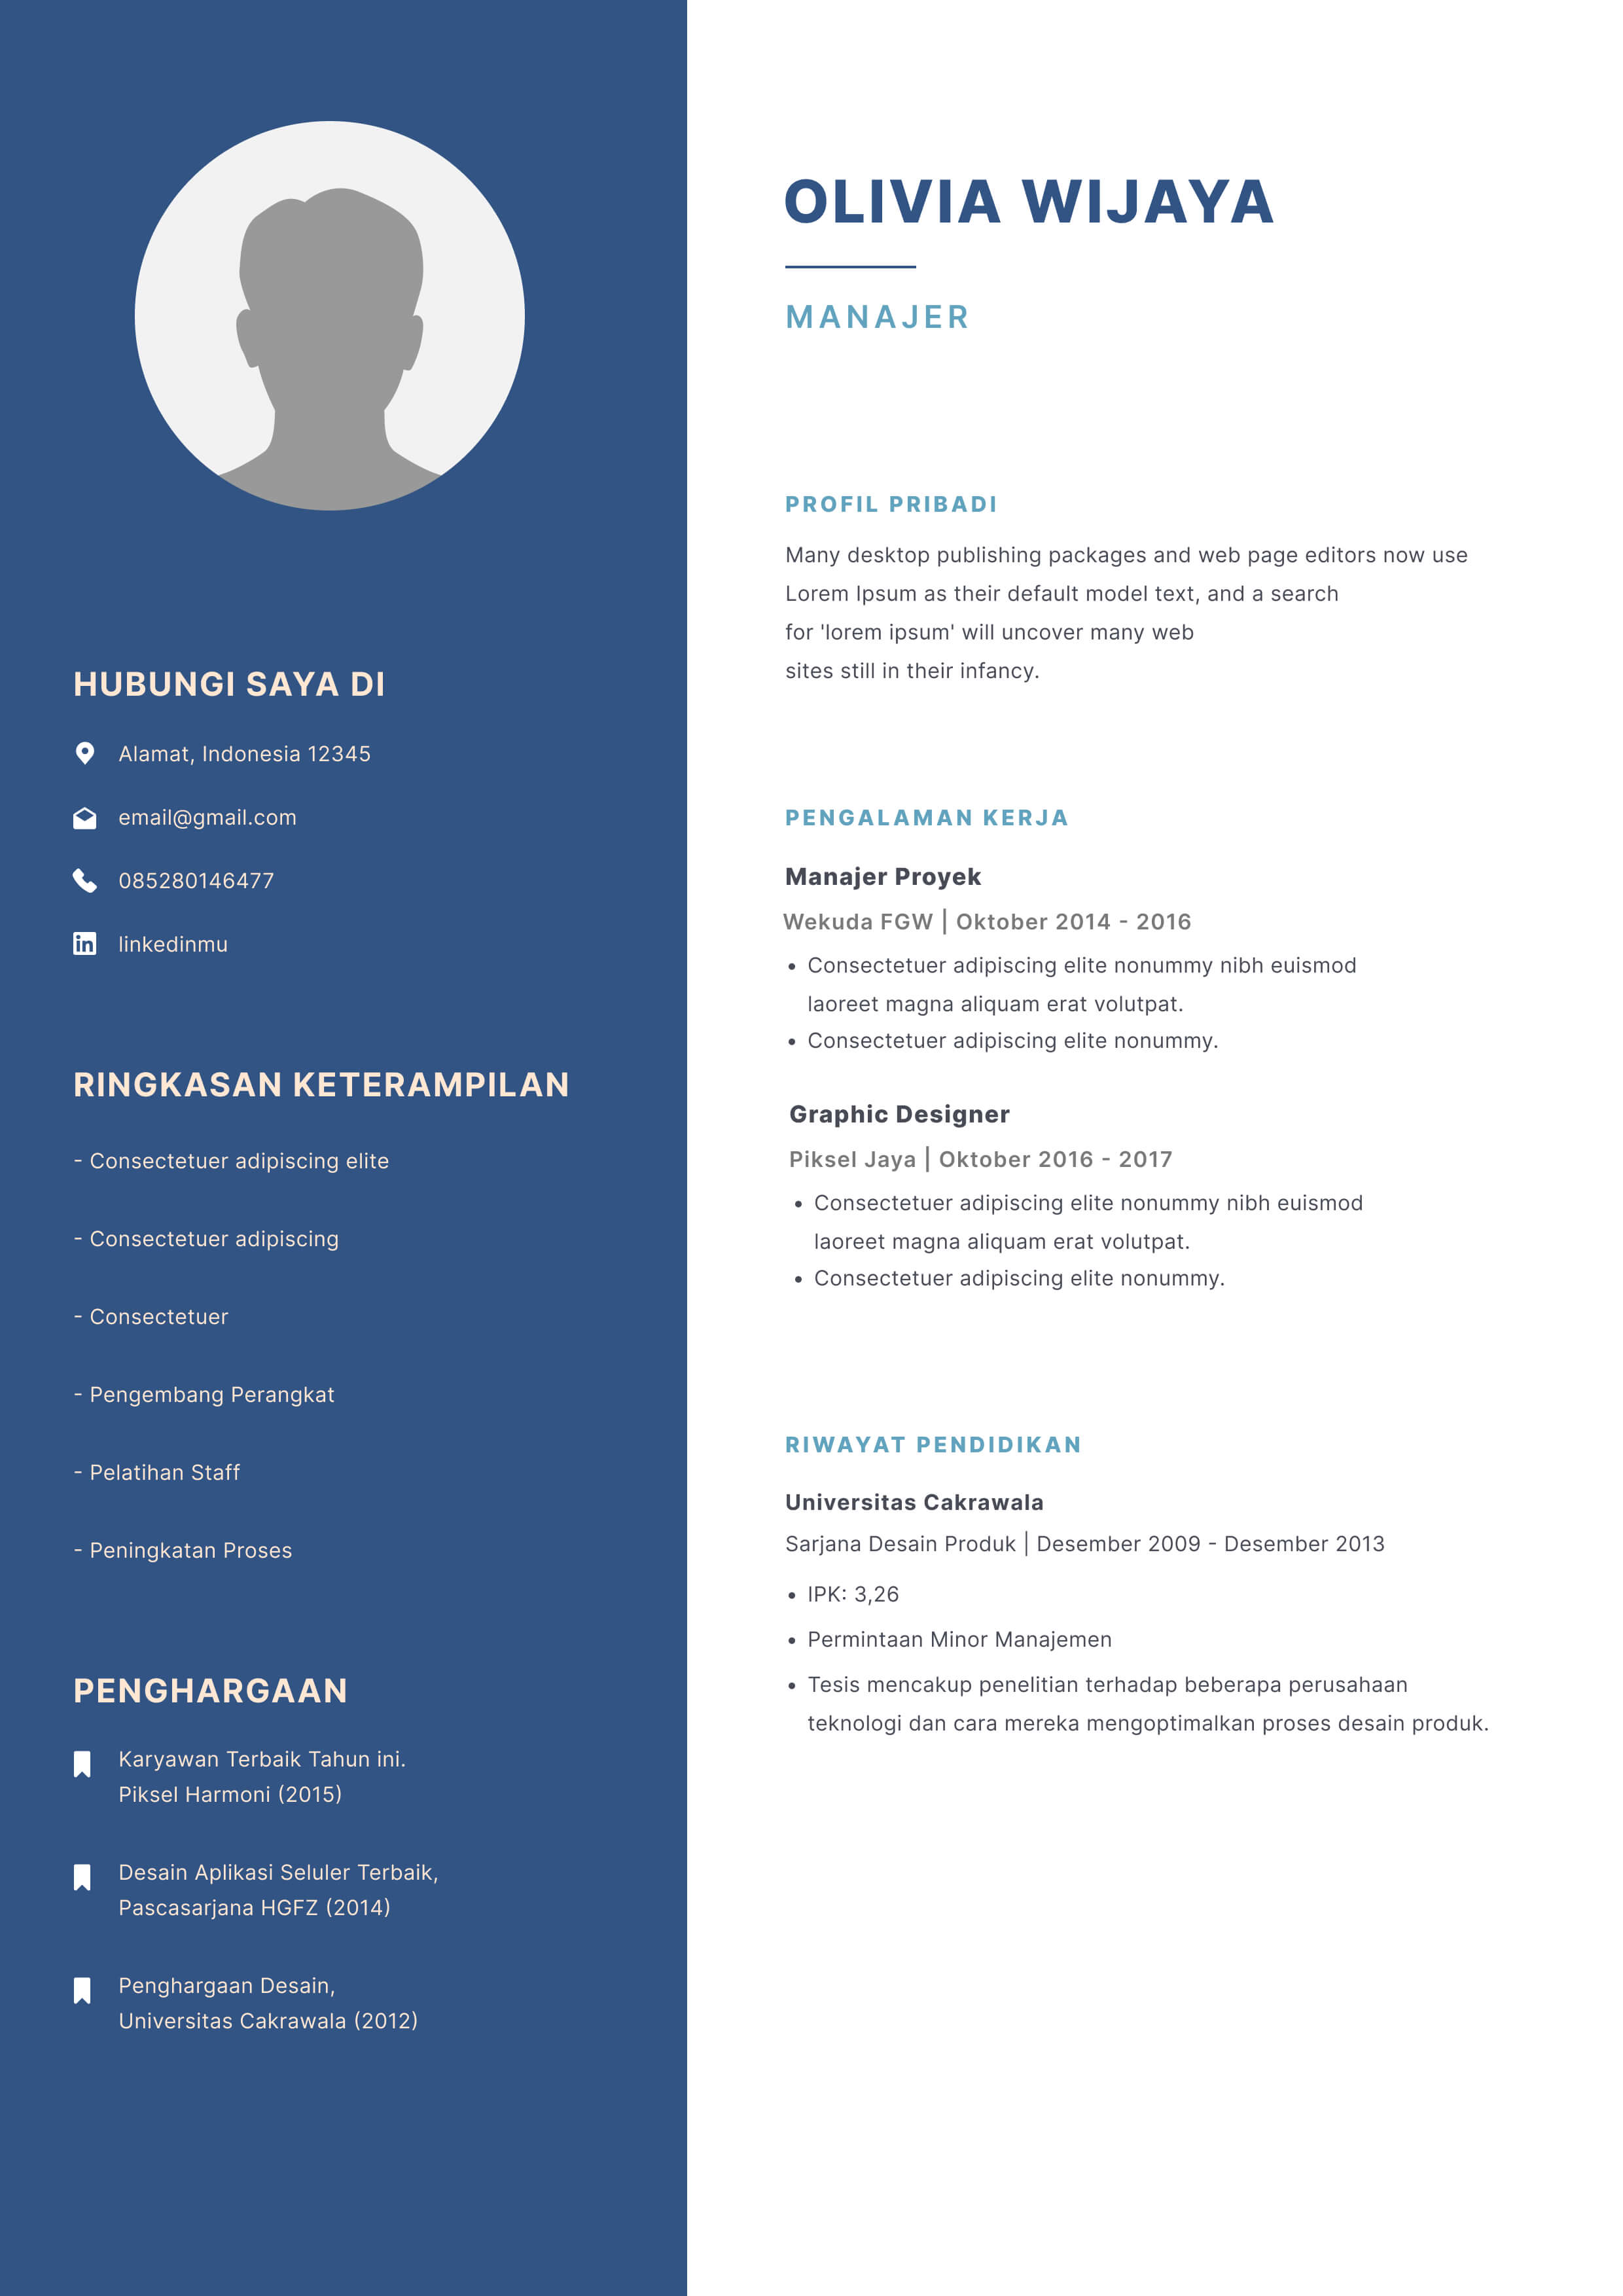 OLIVIA WIJAYA
MANAJER
HUBUNGI SAYA DI
Alamat, Indonesia 12345
email@gmail.com
085280146477
linkedinmu
RINGKASAN KETERAMPILAN
- Consectetuer adipiscing elite
- Consectetuer adipiscing
- Consectetuer
- Pengembang Perangkat
- Pelatihan Staff
- Peningkatan Proses
PENGHARGAAN
Karyawan Terbaik Tahun ini.
Piksel Harmoni (2015)
Desain Aplikasi Seluler Terbaik,
Pascasarjana HGFZ (2014)
Penghargaan Desain,
Universitas Cakrawala (2012)
PROFIL PRIBADI
Many desktop publishing packages and web page editors now use
Lorem Ipsum as their default model text, and a search
for 'lorem ipsum' will uncover many web
sites still in their infancy.
PENGALAMAN KERJA
Manajer Proyek
Wekuda FGW | Oktober 2014 - 2016
• Consectetuer adipiscing elite nonummy nibh euismod
laoreet magna aliquam erat volutpat.
• Consectetuer adipiscing elite nonummy.
Graphic Designer
Piksel Jaya | Oktober 2016 - 2017
• Consectetuer adipiscing elite nonummy nibh euismod
laoreet magna aliquam erat volutpat.
• Consectetuer adipiscing elite nonummy.
RIWAYAT PENDIDIKAN
Universitas Cakrawala
Sarjana Desain Produk | Desember 2009 - Desember 2013
• IPK: 3,26
• Permintaan Minor Manajemen
• Tesis mencakup penelitian terhadap beberapa perusahaan
teknologi dan cara mereka mengoptimalkan proses desain produk.